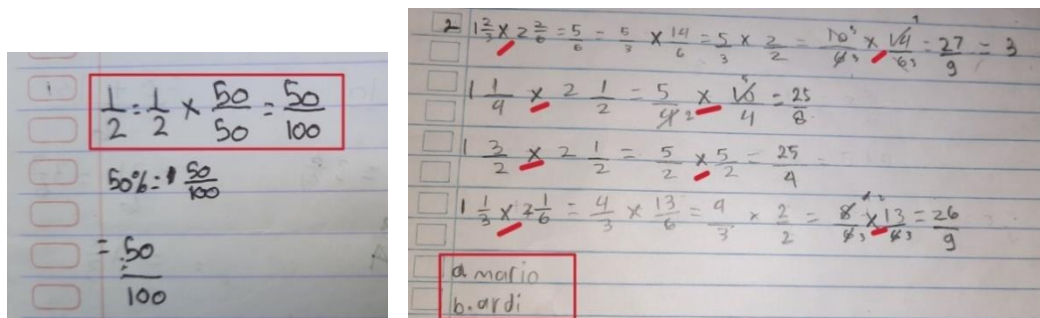 1
1/2 = 1/2 × 50/50 = 50/100
50% = 50/100
= 50/100
2 1 2/3 × 2 2/6 = 5/6 = 5/3 × 14/6 = 5/3 × 2/2 = 10/6 × 14/6 = 27/9 = 3
1 1/4 × 2 1/2 = 5/4 × 10/4 = 25/8
1 3/2 × 2 1/2 = 5/2 × 5/2 = 25/4
1 1/3 × 2 1/6 = 4/3 × 13/6 = 4/3 × 2/2 = 8/6 × 13/6 = 26/9
a. mario
b. ardi